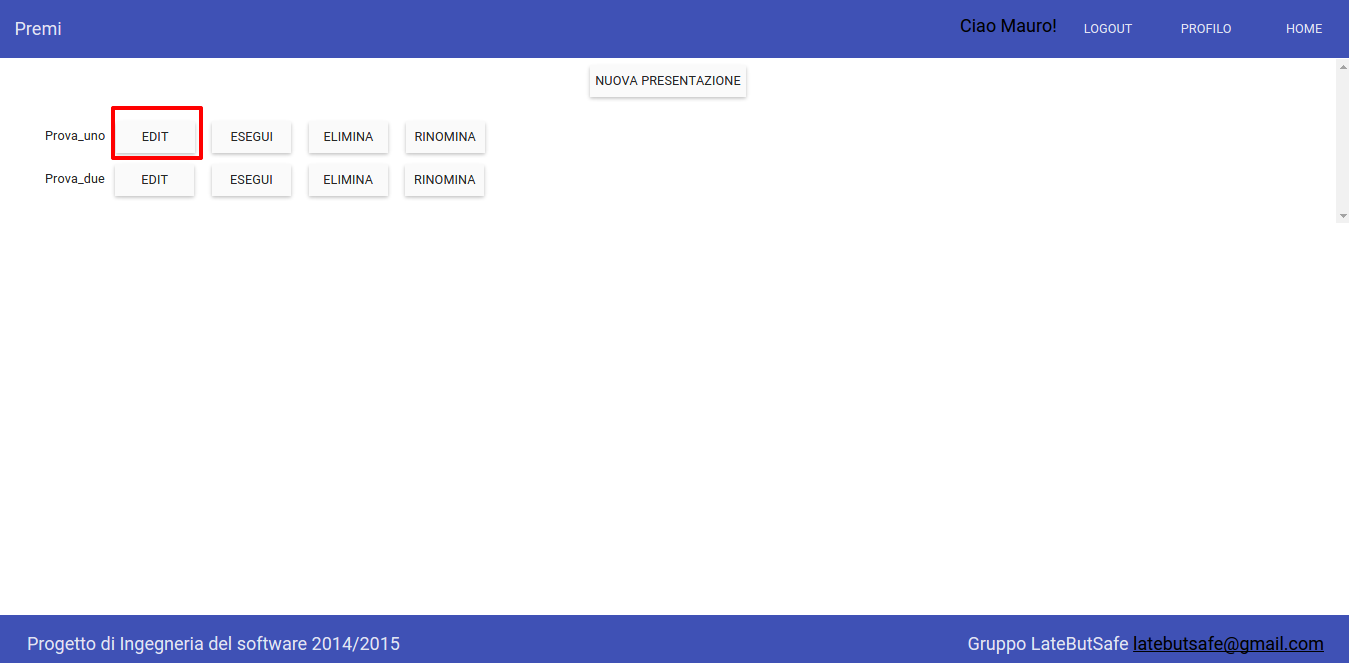 Premi Ciao Mauro! LOGOUT PROFILO HOME
NUOVA PRESENTAZIONE
Prova_uno EDIT ESEGUI ELIMINA RINOMINA
Prova_due EDIT ESEGUI ELIMINA RINOMINA
Progetto di Ingegneria del software 2014/2015 Gruppo LateButSafe latebutsafe@gmail.com